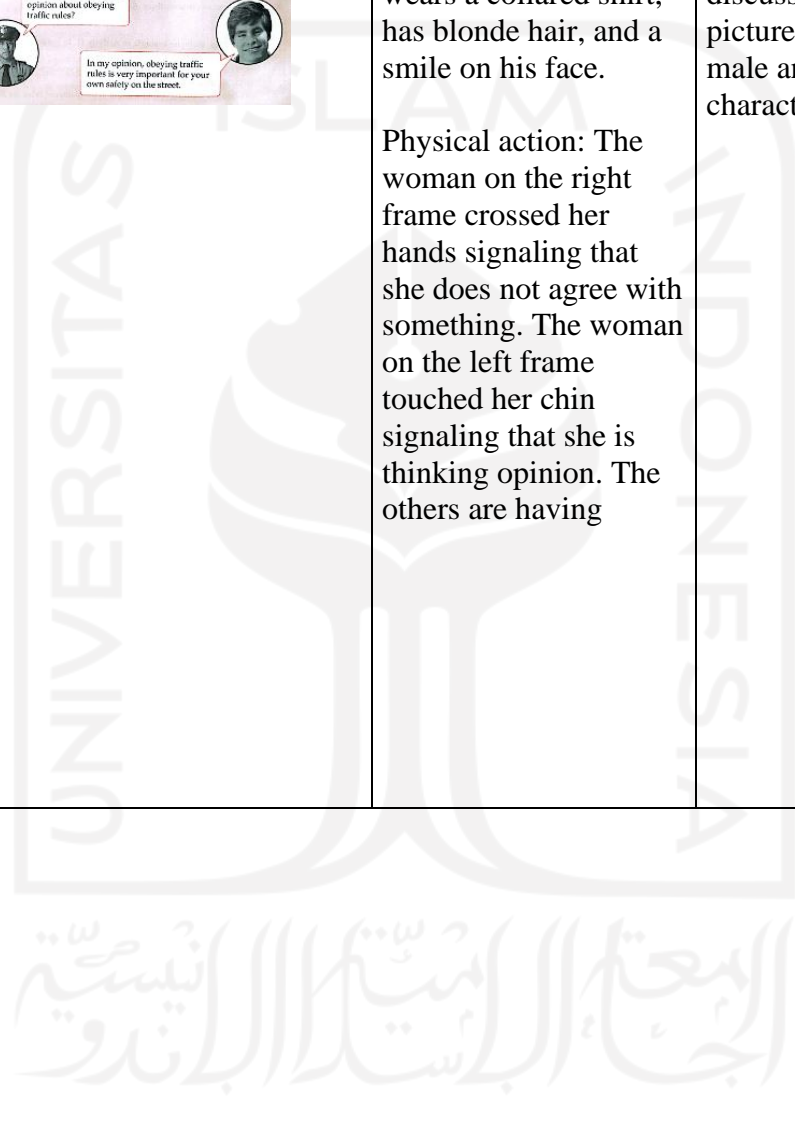 opinion about obeying
traffic rules?
In my opinion, obeying traffic
rules is very important for your
own safety on the street.
wears a collared shirt,
has blonde hair, and a
smile on his face.
Physical action: The
woman on the right
frame crossed her
hands signaling that
she does not agree with
something. The woman
on the left frame
touched her chin
signaling that she is
thinking opinion. The
others are having
picture
male a
charact
ISLAM
UNIVERSITAS
INDONESIA